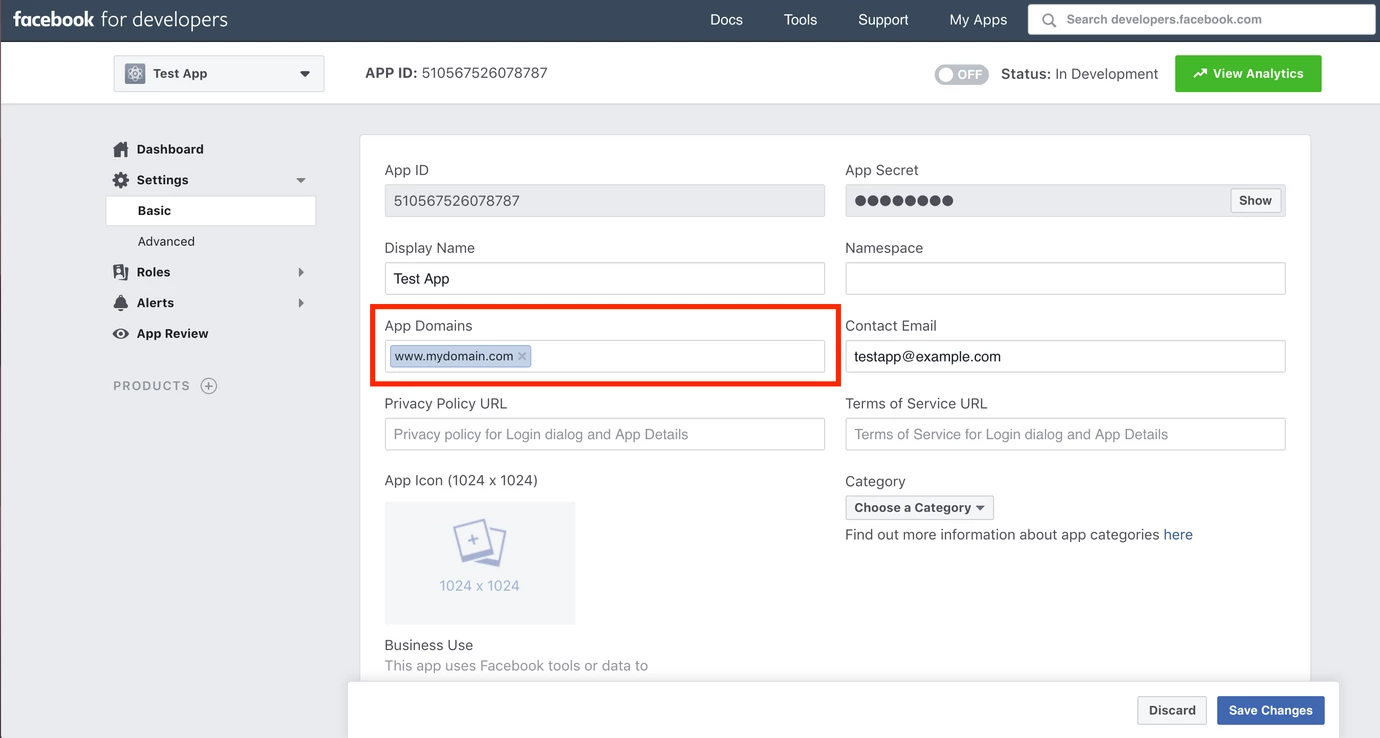 facebook for developers Docs Tools Support My Apps Search developers.facebook.com
Test App APP ID: 510567526078787 OFF Status: In Development View Analytics
Dashboard
Settings
Basic
Advanced
Roles
Alerts
App Review
PRODUCTS
App ID App Secret
510567526078787 ●●●●●●●● Show
Display Name Namespace
Test App
App Domains Contact Email
www.mydomain.com × testapp@example.com
Privacy Policy URL Terms of Service URL
Privacy policy for Login dialog and App Details Terms of Service for Login dialog and App Details
App Icon (1024 x 1024) Category
Choose a Category
Find out more information about app categories here
1024 x 1024
Business Use
This app uses Facebook tools or data to
Discard Save Changes